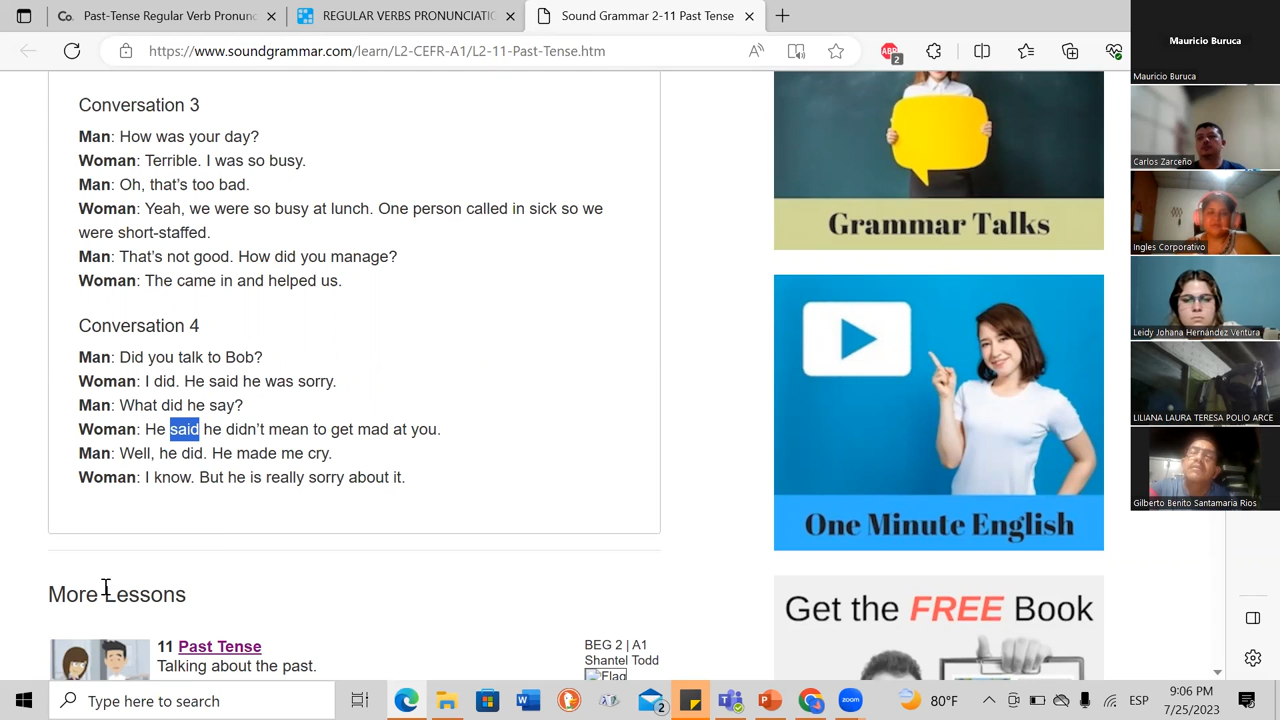 Past-Tense Regular Verb Pronunc
REGULAR VERBS PRONUNCIATIO
Sound Grammar 2-11 Past Tense
https://www.soundgrammar.com/learn/L2-CEFR-A1/L2-11-Past-Tense.htm
ABP
2
Conversation 3
Man: How was your day?
Woman: Terrible. I was so busy.
Man: Oh, that’s too bad.
Woman: Yeah, we were so busy at lunch. One person called in sick so we
were short-staffed.
Man: That’s not good. How did you manage?
Woman: The came in and helped us.
Conversation 4
Man: Did you talk to Bob?
Woman: I did. He said he was sorry.
Man: What did he say?
Woman: He said he didn’t mean to get mad at you.
Man: Well, he did. He made me cry.
Woman: I know. But he is really sorry about it.
More Lessons
11 Past Tense
Talking about the past.
BEG 2 | A1
Shantel Todd
Flag
Grammar Talks
One Minute English
Get the FREE Book
Mauricio Buruca
Mauricio Buruca
Carlos Zarceño
Ingles Corporativo
Leidy Johana Hernández Ventura
LILIANA LAURA TERESA POLIO ARCE
Gilberto Benito Santamaria Rios
Type here to search
2
zoom
80°F
ESP
9:06 PM
7/25/2023